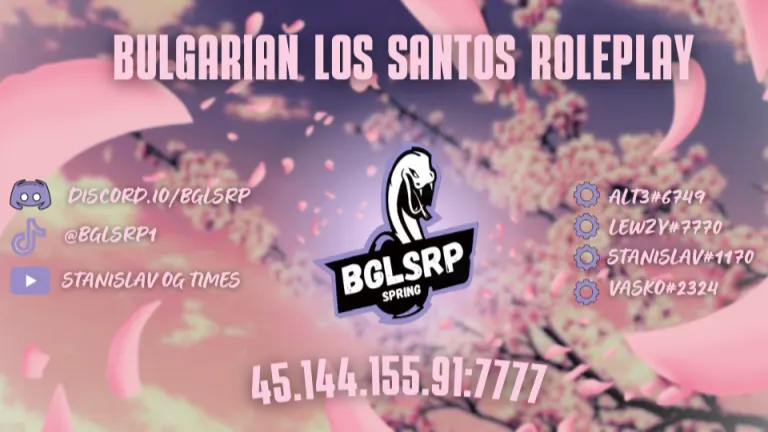 BULGARIAN LOS SANTOS ROLEPLAY
DISCORD.IO/BGLSRP
@BGLSRP1
STANISLAV OG TIMES
BGLSRP
SPRING
ALT3#6749
LEWZY#7770
STANISLAV#1170
VASKO#2324
45.144.155.91:7777